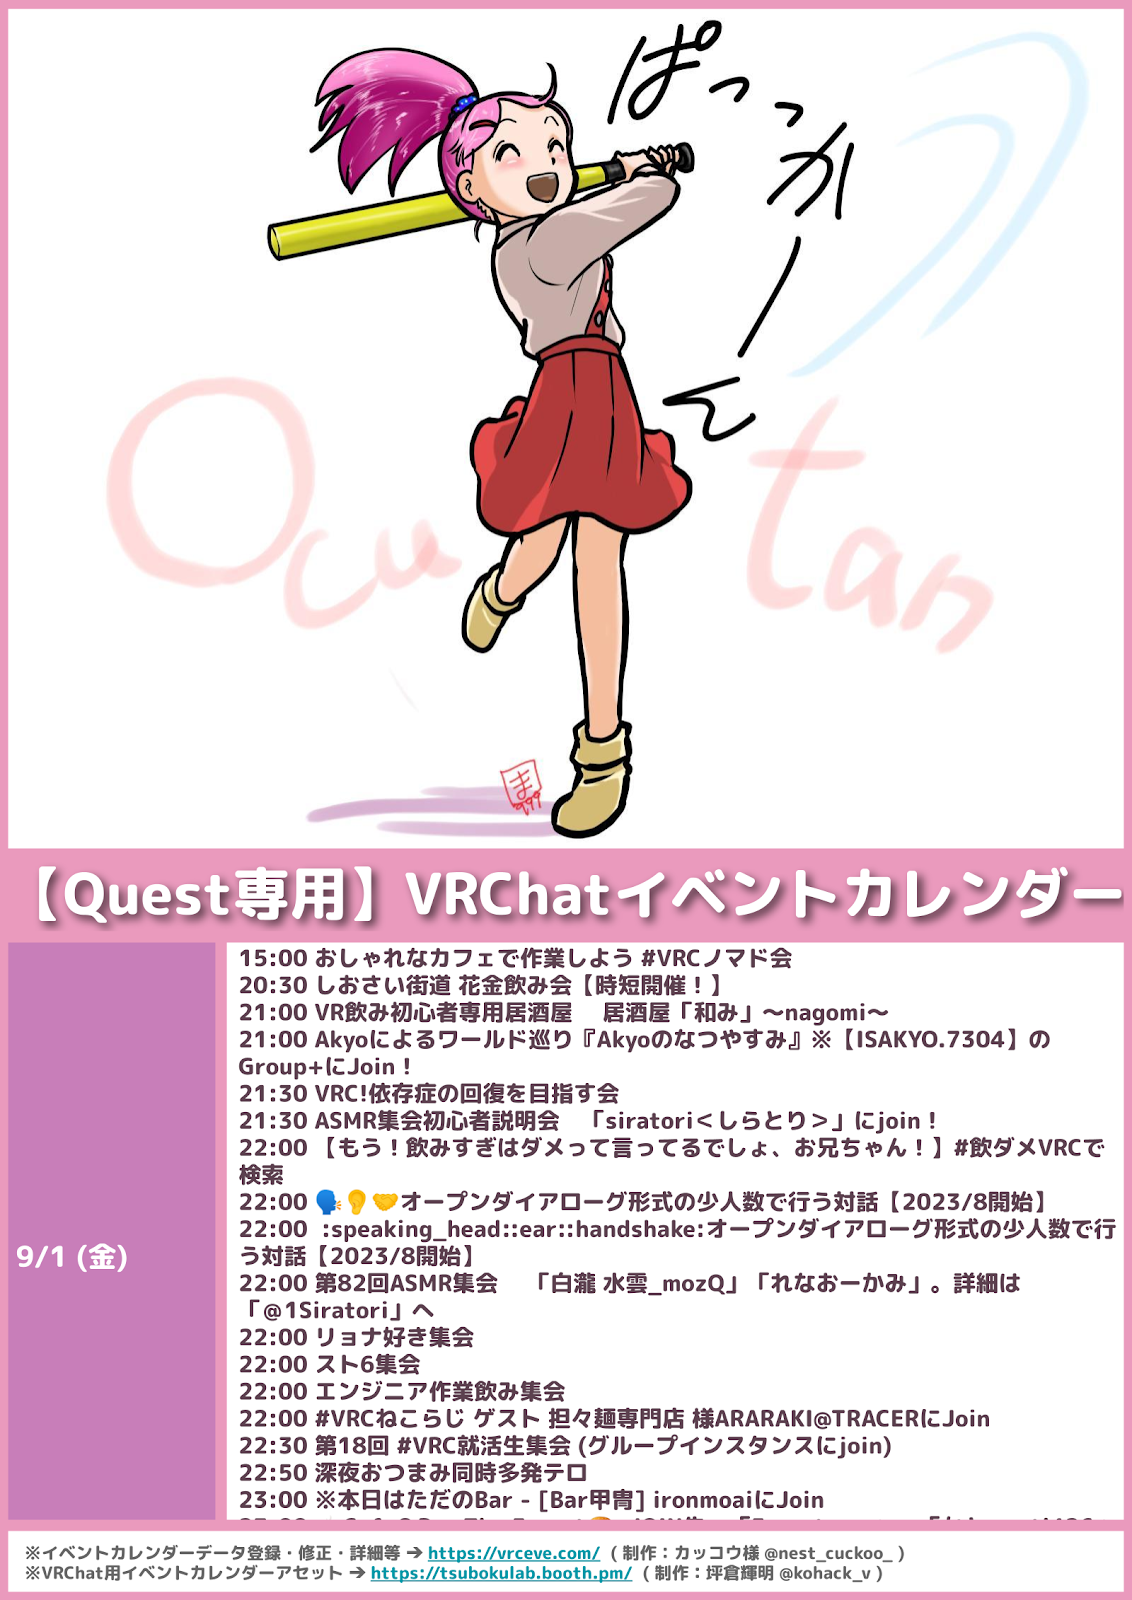 ぱっっかーん
Ocu tan
ま
【Quest専用】VRChatイベントカレンダー
9/1 (金)
15:00 おしゃれなカフェで作業しよう #VRCノマド会
20:30 しおさい街道 花金飲み会【時短開催！】
21:00 VR飲み初心者専用居酒屋　居酒屋「和み」～nagomi～
21:00 Akyoによるワールド巡り『Akyoのなつやすみ』※【ISAKYO.7304】の
Group+にJoin！
21:30 VRC!依存症の回復を目指す会
21:30 ASMR集会初心者説明会　「siratori＜しらとり＞」にjoin！
22:00 【もう！飲みすぎはダメって言ってるでしょ、お兄ちゃん！】#飲ダメVRCで
検索
22:00 🗣️👂🤝オープンダイアローグ形式の少人数で行う対話【2023/8開始】
22:00 :speaking_head::ear::handshake:オープンダイアローグ形式の少人数で行
う対話【2023/8開始】
22:00 第82回ASMR集会　「白瀧 水雲_mozQ」「れなおーかみ」。詳細は
「@1Siratori」へ
22:00 リョナ好き集会
22:00 スト6集会
22:00 エンジニア作業飲み集会
22:00 #VRCねこらじ ゲスト 担々麺専門店 様ARARAKI@TRACERにJoin
22:30 第18回 #VRC就活生集会 (グループインスタンスにjoin)
22:50 深夜おつまみ同時多発テロ
23:00 ※本日はただのBar - [Bar甲冑] ironmoaiにJoin
※イベントカレンダーデータ登録・修正・詳細等 ➔ https://vrceve.com/ （制作：カッコウ様 @nest_cuckoo_ ）
※VRChat用イベントカレンダーアセット ➔ https://tsubokulab.booth.pm/ （制作：坪倉輝明 @kohack_v ）